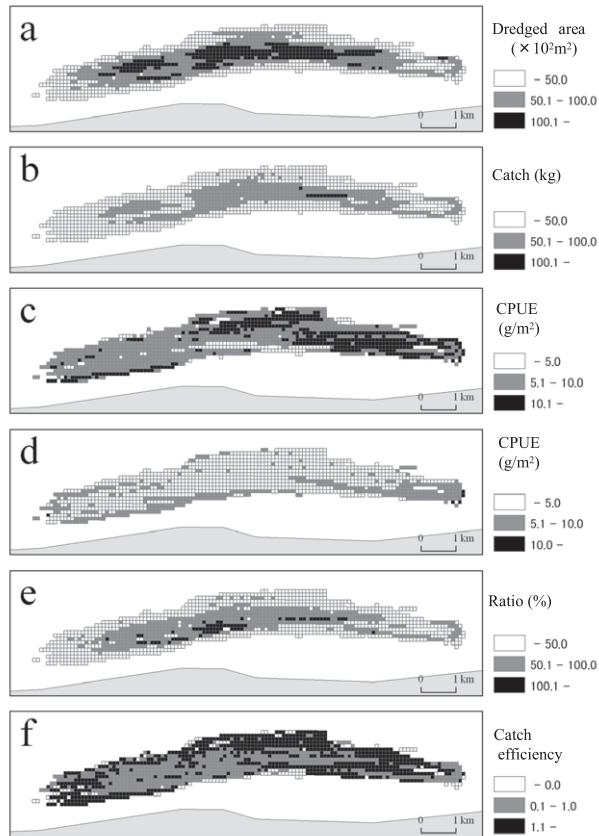 a
Dredged area
(×10²m²)
- 50.0
50.1 - 100.0
100.1 -
0 1 km
b
Catch (kg)
- 50.0
50.1 - 100.0
100.1 -
0 1 km
c
CPUE
(g/m²)
- 5.0
5.1 - 10.0
10.1 -
0 1 km
d
CPUE
(g/m²)
- 5.0
5.1 - 10.0
10.0 -
0 1 km
e
Ratio (%)
- 50.0
50.1 - 100.0
100.1 -
0 1 km
f
Catch
efficiency
- 0.0
0.1 - 1.0
1.1 -
0 1 km